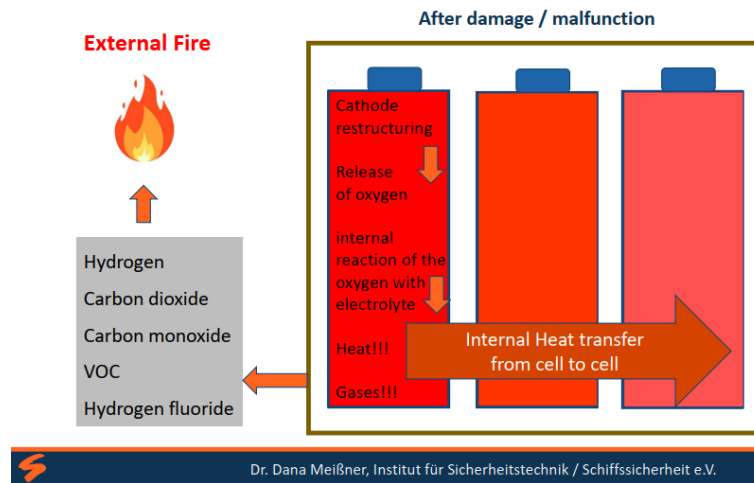 After damage / malfunction
External Fire
Cathode
restructuring
Release
of oxygen
internal
reaction of the
oxygen with
electrolyte
Heat!!!
Gases!!!
Internal Heat transfer
from cell to cell
Hydrogen
Carbon dioxide
Carbon monoxide
VOC
Hydrogen fluoride
Dr. Dana Meißner, Institut für Sicherheitstechnik / Schiffssicherheit e.V.